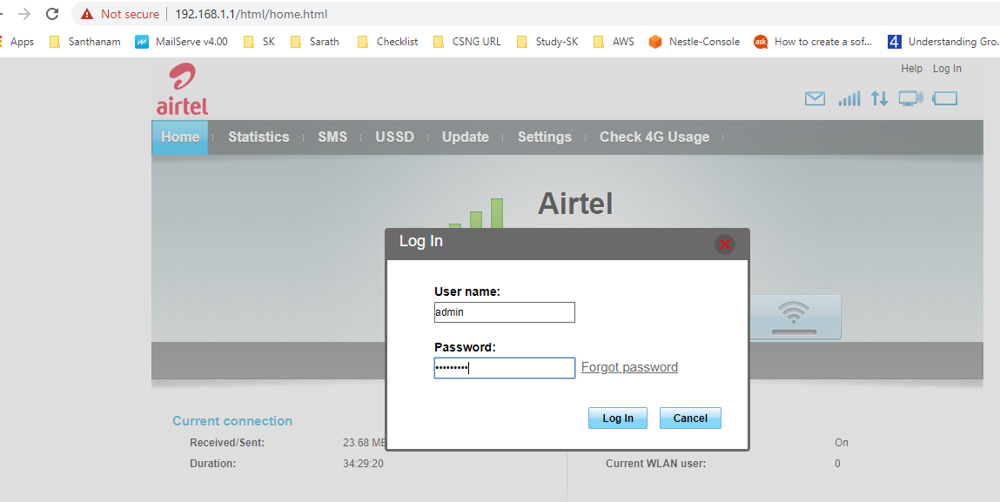 Not secure 192.168.1.1/html/home.html
Apps Santhanam MailServe v4.00 SK Sarath Checklist CSNG URL Study-SK AWS Nestle-Console ask How to create a sof... 4 Understanding Gro.
Help Log In
airtel
Home Statistics SMS USSD Update Settings Check 4G Usage
Airtel
Log In
User name:
admin
Password:
•••••••••
Forgot password
Log In Cancel
Current connection
Received/Sent: 23.68 On
Duration: 34:29:20 Current WLAN user: 0